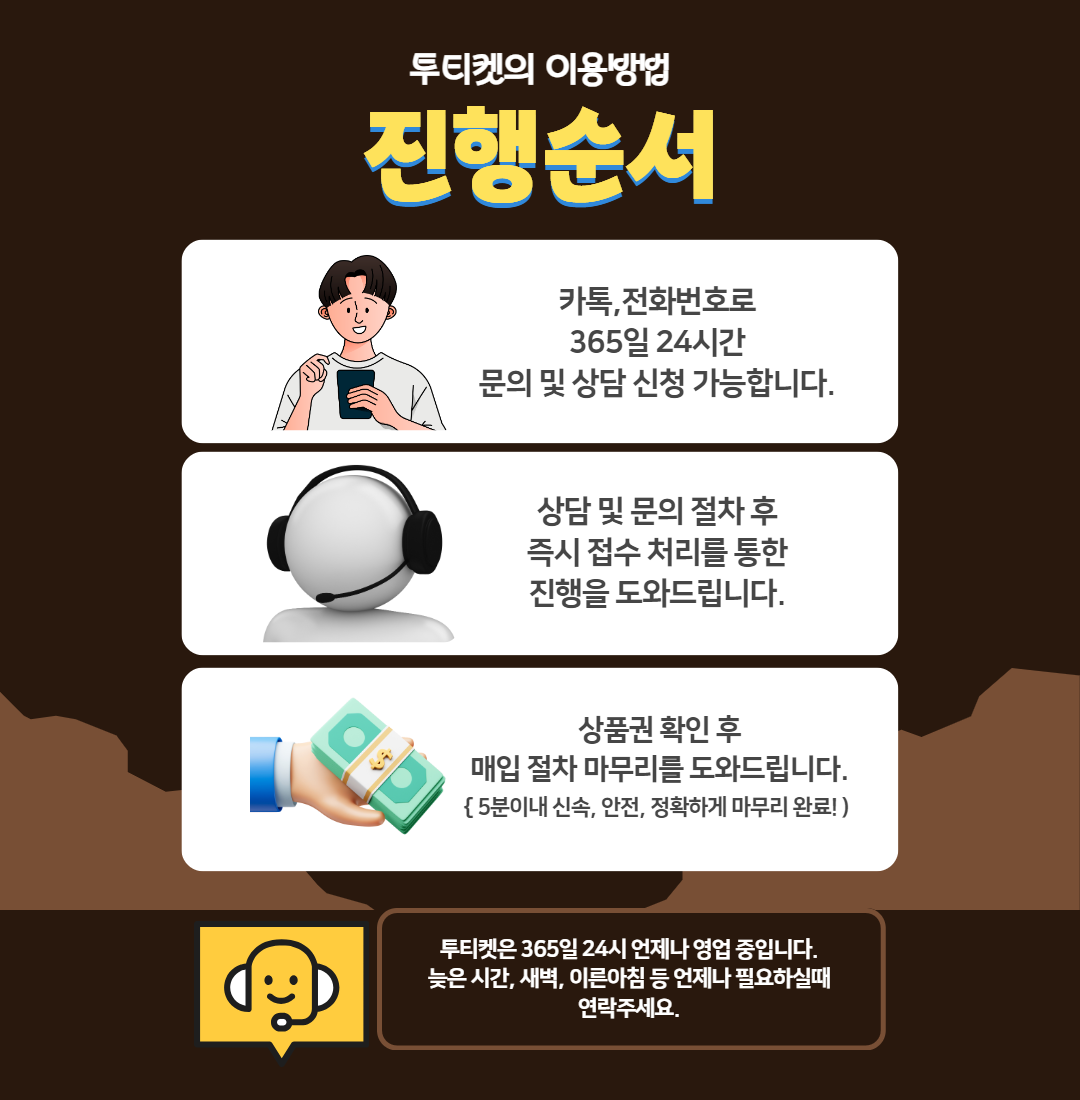 투티켓의 이용방법
진행순서
카톡,전화번호로
365일 24시간
문의 및 상담 신청 가능합니다.
상담 및 문의 절차 후
즉시 접수 처리를 통한
진행을 도와드립니다.
상품권 확인 후
매입 절차 마무리를 도와드립니다.
{ 5분이내 신속, 안전, 정확하게 마무리 완료! )
투티켓은 365일 24시 언제나 영업 중입니다.
늦은 시간, 새벽, 이른아침 등 언제나 필요하실때
연락주세요.